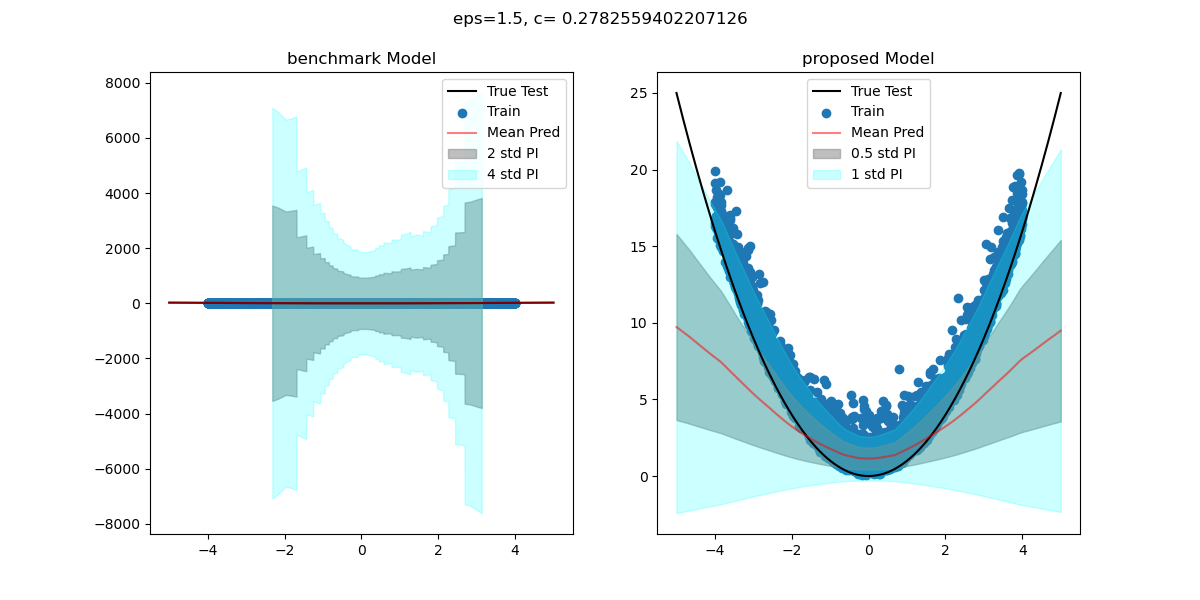 eps=1.5, c= 0.2782559402207126
benchmark Model
8000
6000
4000
2000
0
−2000
−4000
−6000
−8000
−4
−2
0
2
4
True Test
Train
Mean Pred
2 std PI
4 std PI
proposed Model
25
20
15
10
5
0
−4
−2
0
2
4
True Test
Train
Mean Pred
0.5 std PI
1 std PI